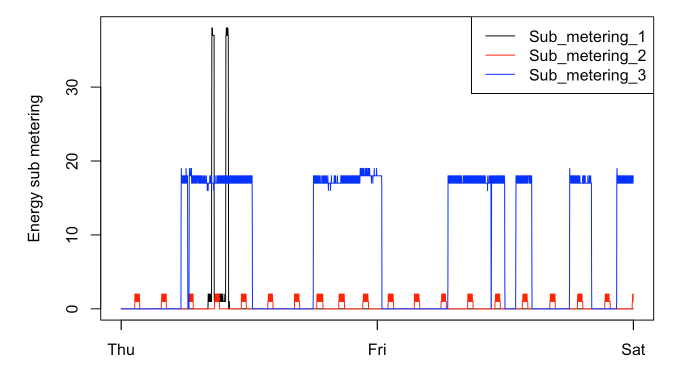 Sub_metering_1
Sub_metering_2
Sub_metering_3
Energy sub metering
30
20
10
0
Thu Fri Sat